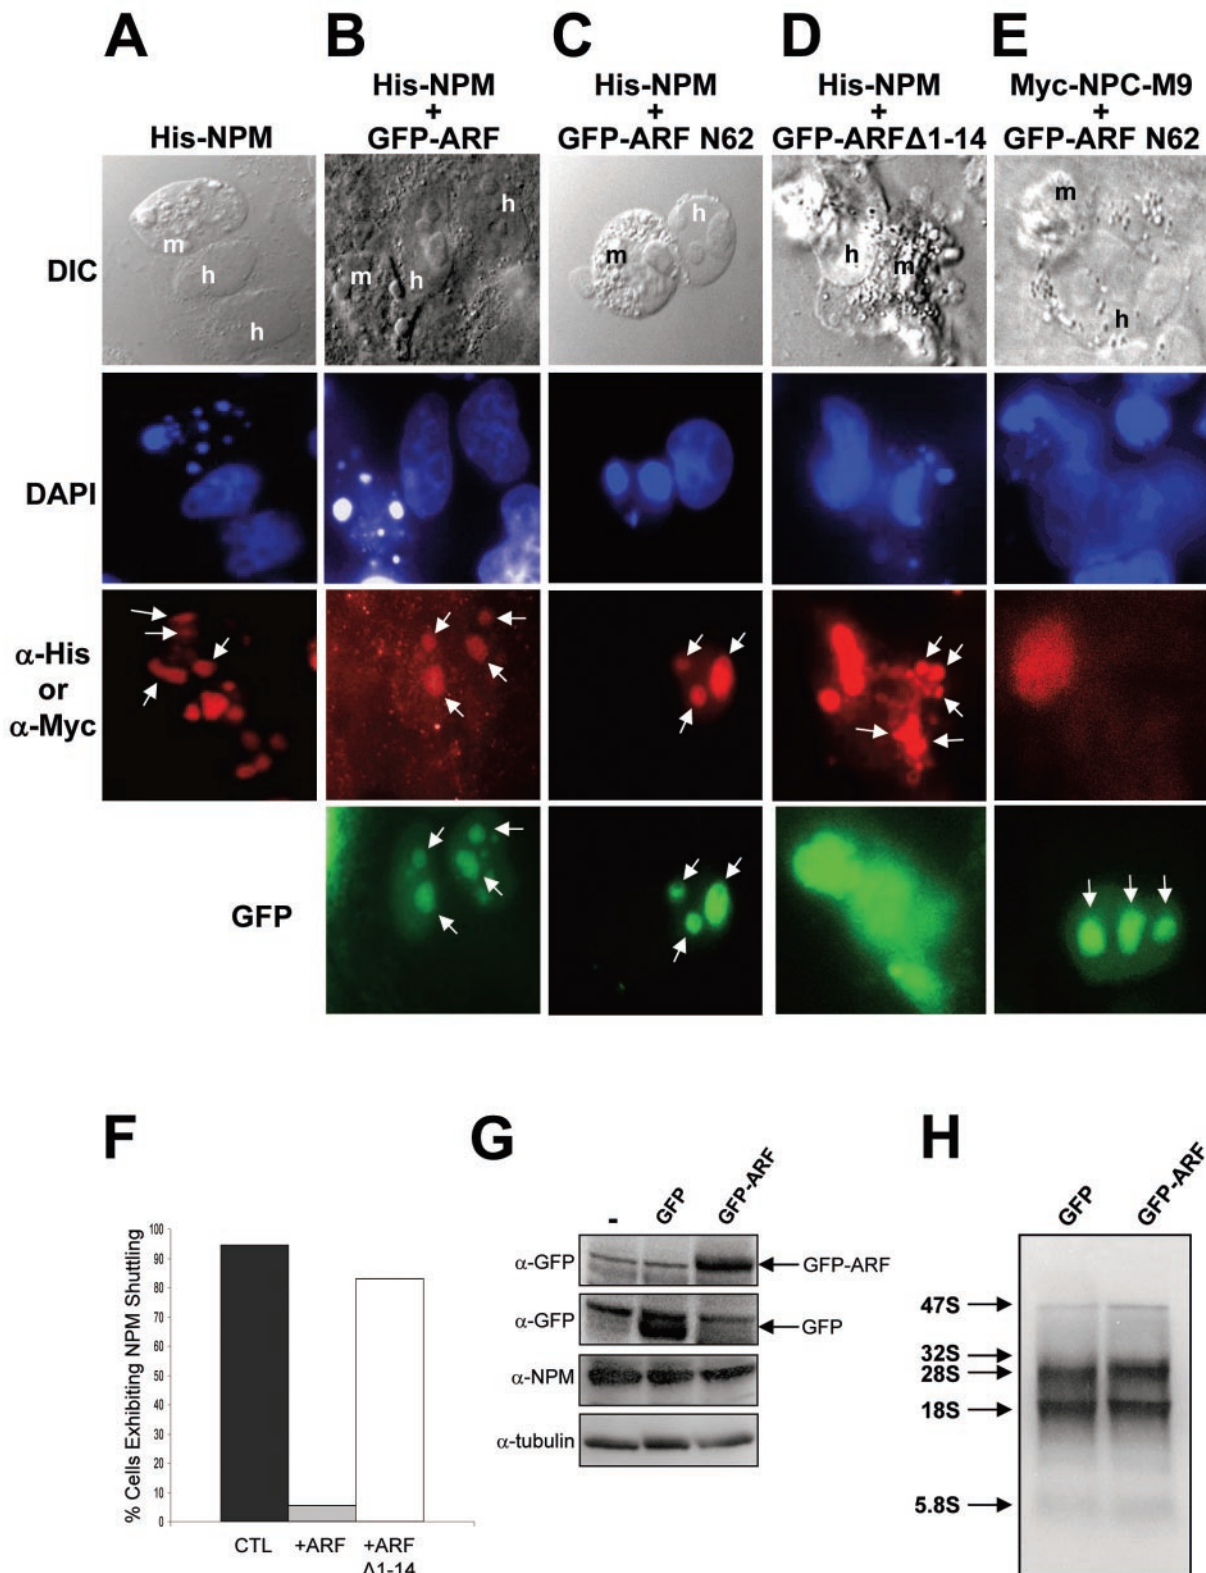 A B C D E
His-NPM
His-NPM
+
GFP-ARF
His-NPM
+
GFP-ARF N62
His-NPM
+
GFP-ARFΔ1-14
Myc-NPC-M9
+
GFP-ARF N62
DIC
m
h
h
m
h
h
m
h
h
m
m
h
DAPI
α-His
or
α-Myc
GFP
F
% Cells Exhibiting NPM Shuttling
100
90
80
70
60
50
40
30
20
10
0
CTL
+ARF
+ARF
Δ1-14
G
- GFP GFP-ARF
α-GFP GFP-ARF
α-GFP GFP
α-NPM
α-tubulin
H
GFP GFP-ARF
47S
32S
28S
18S
5.8S